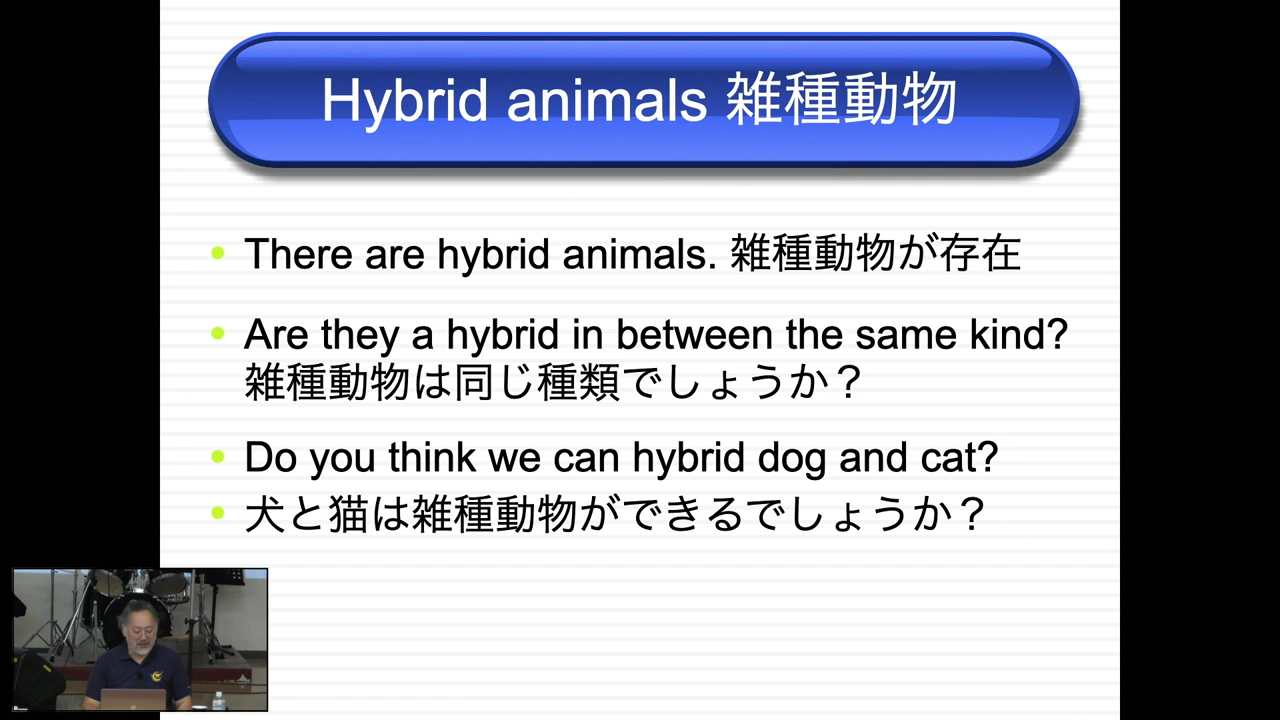 Hybrid animals 雑種動物
There are hybrid animals. 雑種動物が存在
Are they a hybrid in between the same kind?
雑種動物は同じ種類でしょうか？
Do you think we can hybrid dog and cat?
犬と猫は雑種動物ができるでしょうか？